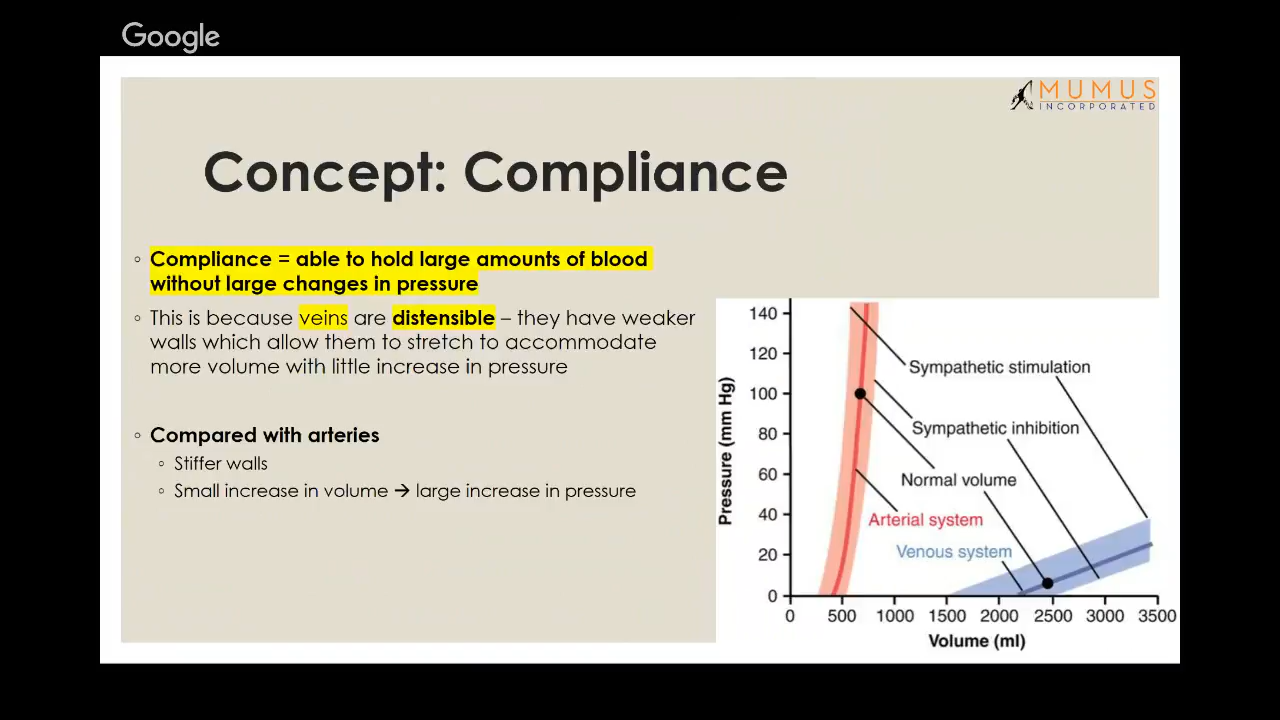 Google
MUMUS
INCORPORATED
Concept: Compliance
◦ Compliance = able to hold large amounts of blood
without large changes in pressure
◦ This is because veins are distensible – they have weaker
walls which allow them to stretch to accommodate
more volume with little increase in pressure
◦ Compared with arteries
◦ Stiffer walls
◦ Small increase in volume → large increase in pressure
Pressure (mm Hg)
140
120
100
80
60
40
20
0
Sympathetic stimulation
Sympathetic inhibition
Normal volume
Arterial system
Venous system
0 500 1000 1500 2000 2500 3000 3500
Volume (ml)